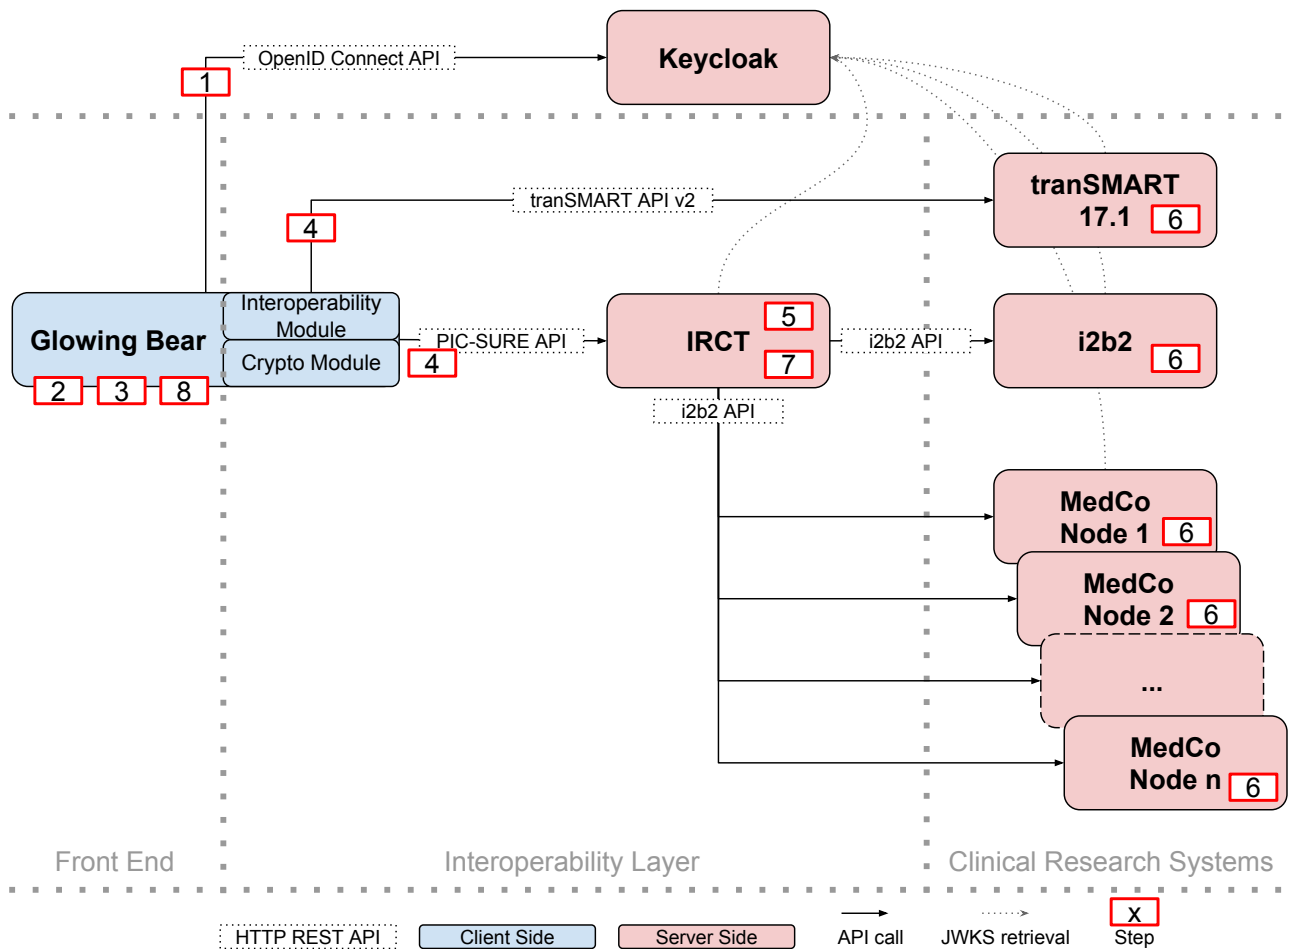 OpenID Connect API
Keycloak
1
tranSMART
17.1
6
tranSMART API v2
4
Interoperability
Module
Glowing Bear
Crypto Module
2
3
8
PIC-SURE API
4
IRCT
5
7
i2b2 API
i2b2
6
i2b2 API
MedCo
Node 1
6
MedCo
Node 2
6
...
MedCo
Node n
6
Front End
Interoperability Layer
Clinical Research Systems
HTTP REST API
Client Side
Server Side
API call
JWKS retrieval
x
Step